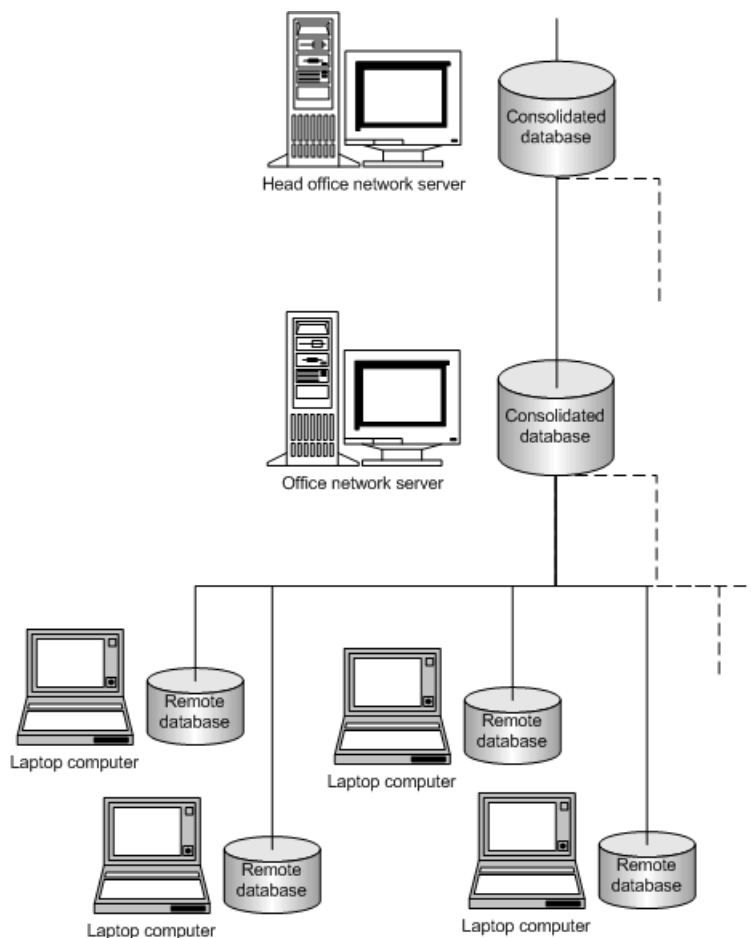 Consolidated
database
Head office network server
Consolidated
database
Office network server
Remote
database
Laptop computer
Remote
database
Laptop computer
Remote
database
Laptop computer
Remote
database
Laptop computer